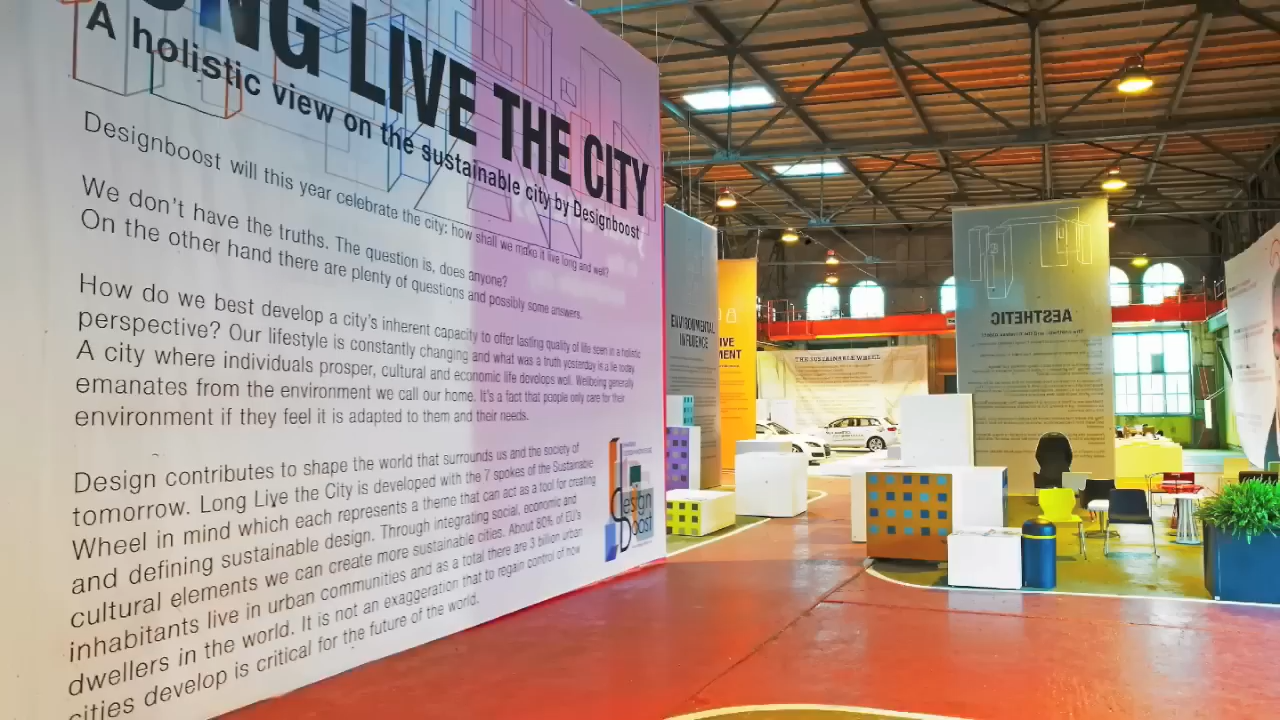 ONG LIVE THE CITY
A holistic view on the sustainable city by Designboost
Designboost will this year celebrate the city: how shall we make it live long and well?
We don't have the truths. The question is, does anyone?
On the other hand there are plenty of questions and possibly some answers.
How do we best develop a city's inherent capacity to offer lasting quality of life seen in a holistic
perspective? Our lifestyle is constantly changing and what was a truth yesterday is a lie today.
A city where individuals prosper, cultural and economic life develops well. Wellbeing generally
emanates from the environment we call our home. It's a fact that people only care for their
environment if they feel it is adapted to them and their needs.
Design contributes to shape the world that surrounds us and the society of
tomorrow. Long Live the City is developed with the 7 spokes of the Sustainable
Wheel in mind which each represents a theme that can act as a tool for creating
and defining sustainable design. Through integrating social, economic and
cultural elements we can create more sustainable cities. About 80% of EU's
inhabitants live in urban communities and as a total there are 3 billion urban
dwellers in the world. It is not an exaggeration that to regain control of how
cities develop is critical for the future of the world.
design
boost
ENVIRONMENTAL
INFLUENCE
IVE
MENT
THE SUSTAINABLE WHEEL
AESTHETIC